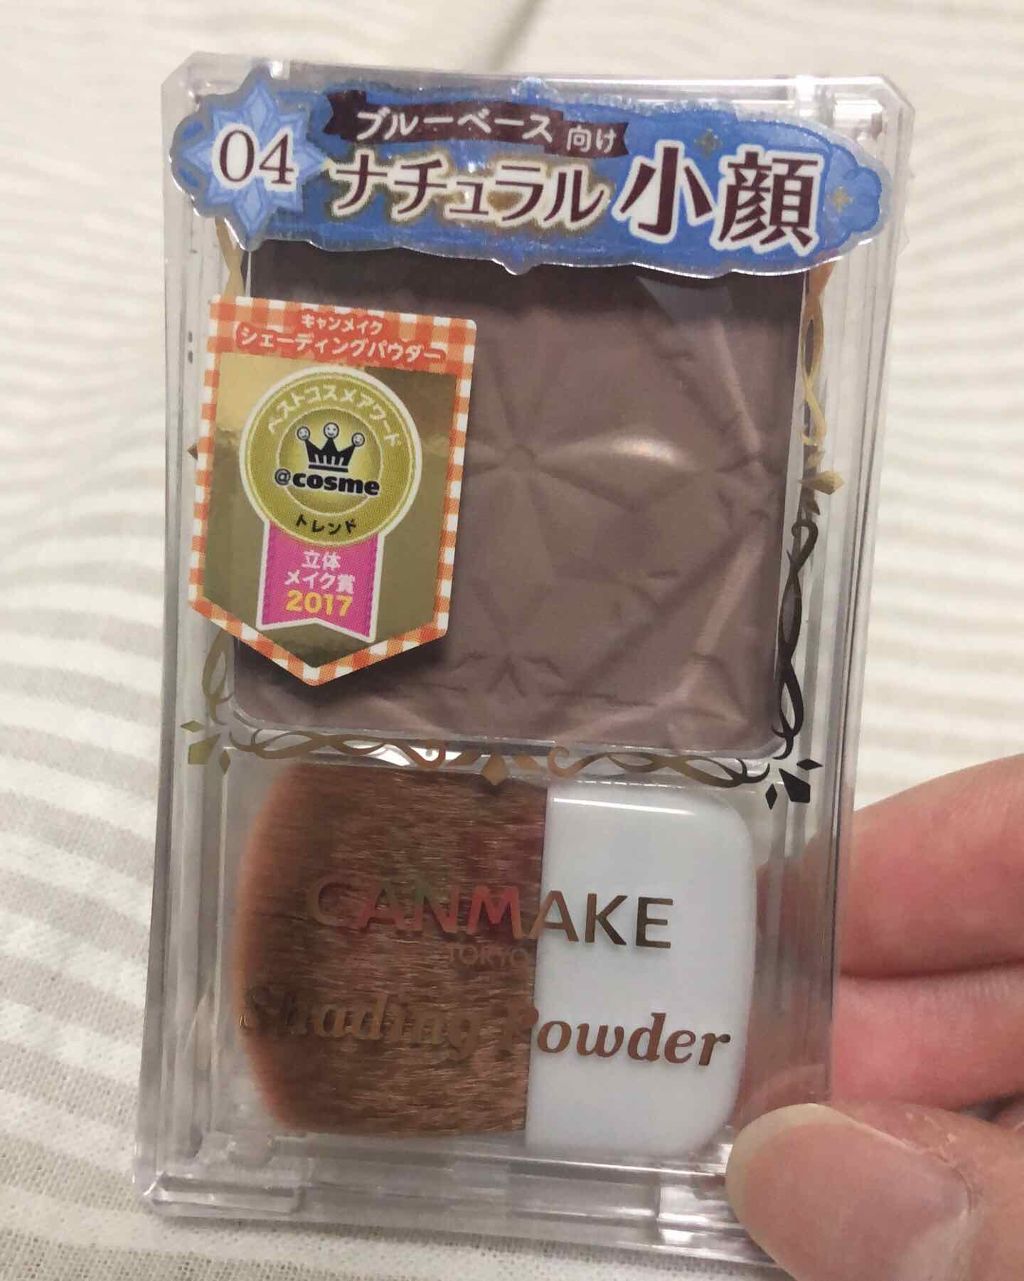 04
ブルーベース 向け
ナチュラル小顔
キャンメイク
シェーディングパウダー
ベストコスメアワード
@cosme
トレンド
立体
メイク賞
2017
CANMAKE
TOKYO
Shading Powder